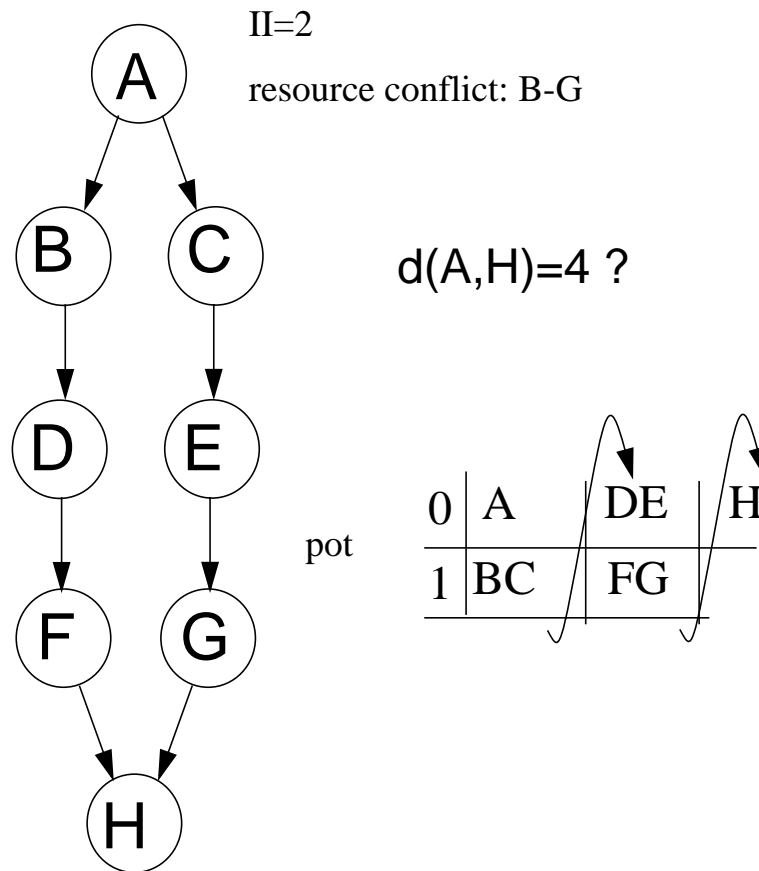 II=2
A
resource conflict: B-G
B C
d(A,H)=4 ?
D E
0 A DE H
pot
1 BC FG
F G
H